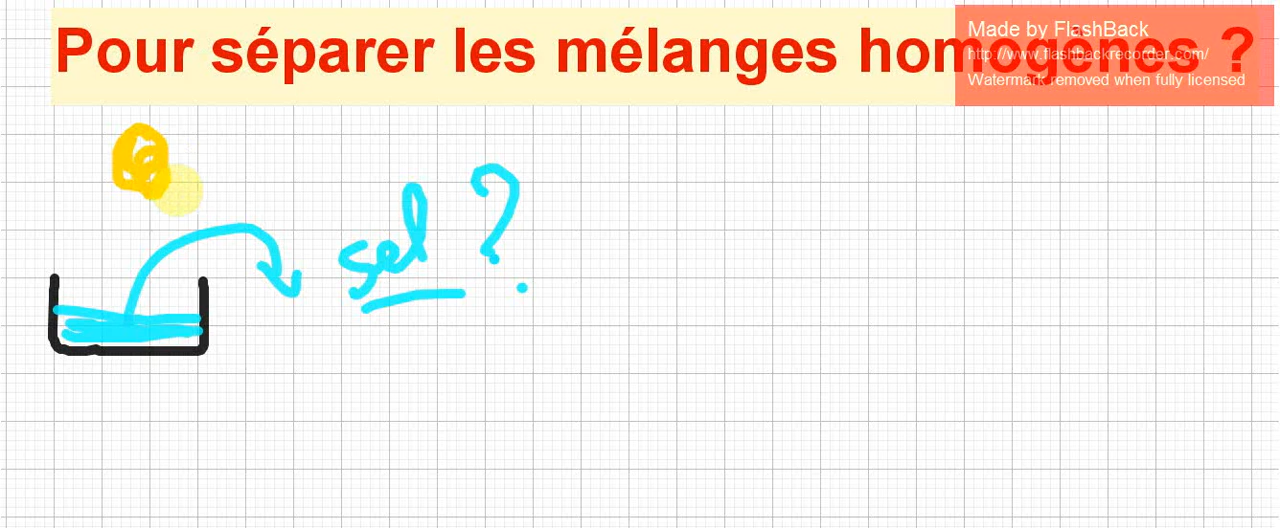 Pour séparer les mélanges homogènes ?
Made by FlashBack
http://www.flashbackrecorder.com/
Watermark removed when fully licensed
sel ?